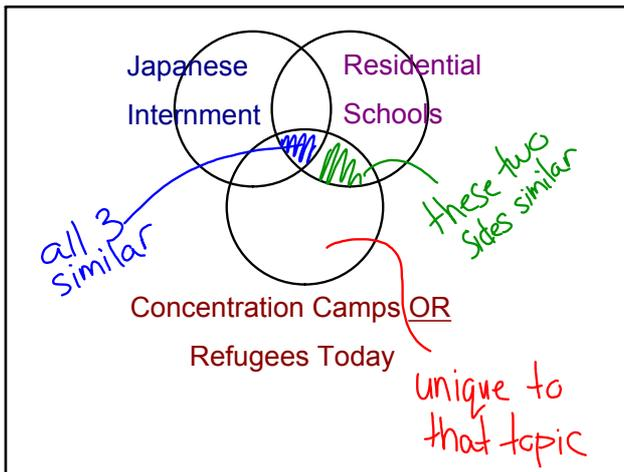 Japanese
Internment
Residential
Schools
all 3
similar
these two
sides similar
Concentration Camps OR
Refugees Today
unique to
that topic